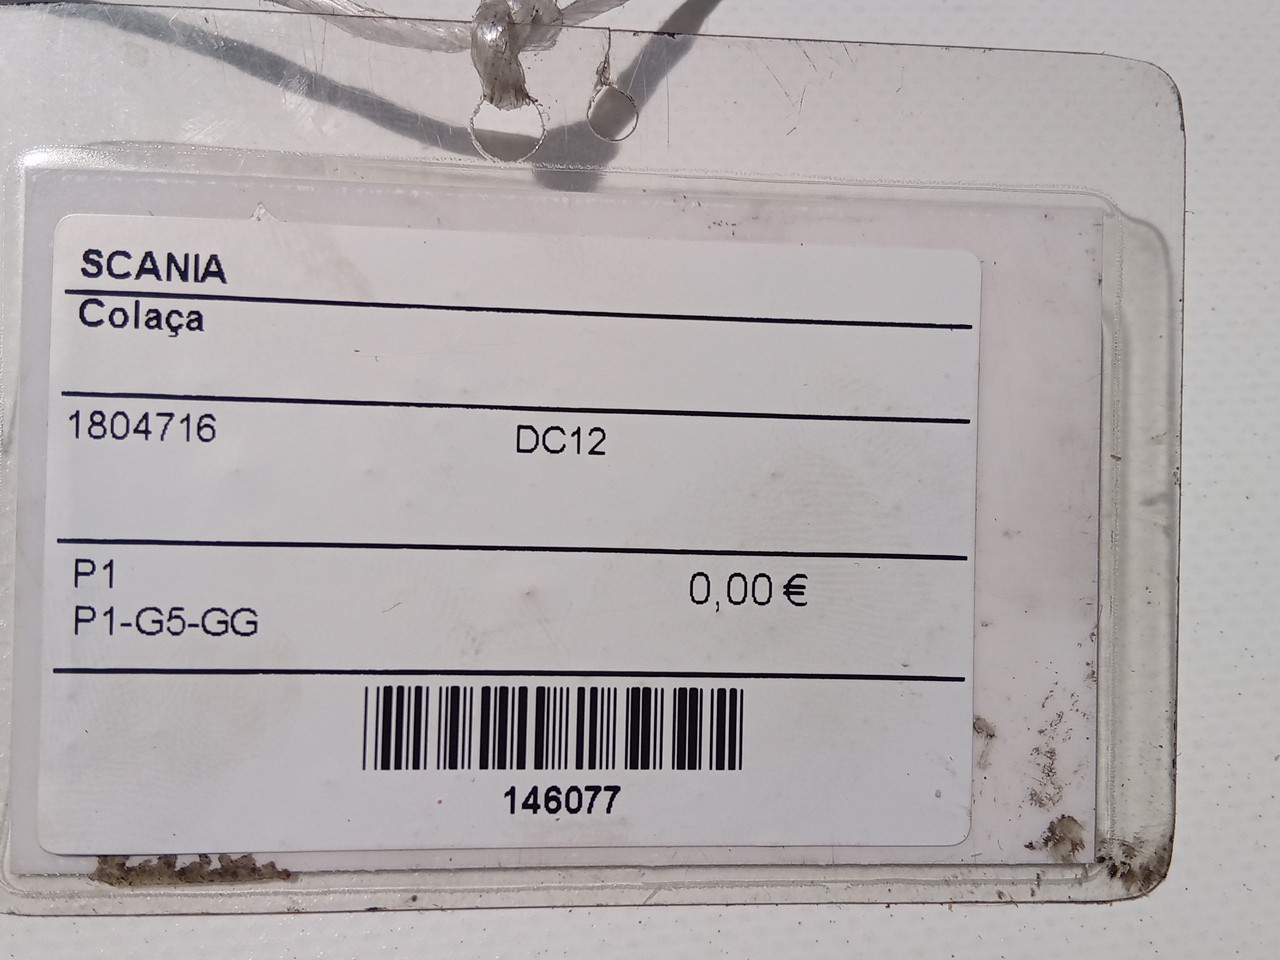 SCANIA
Colaça
1804716 DC12
P1 0,00 €
P1-G5-GG
146077